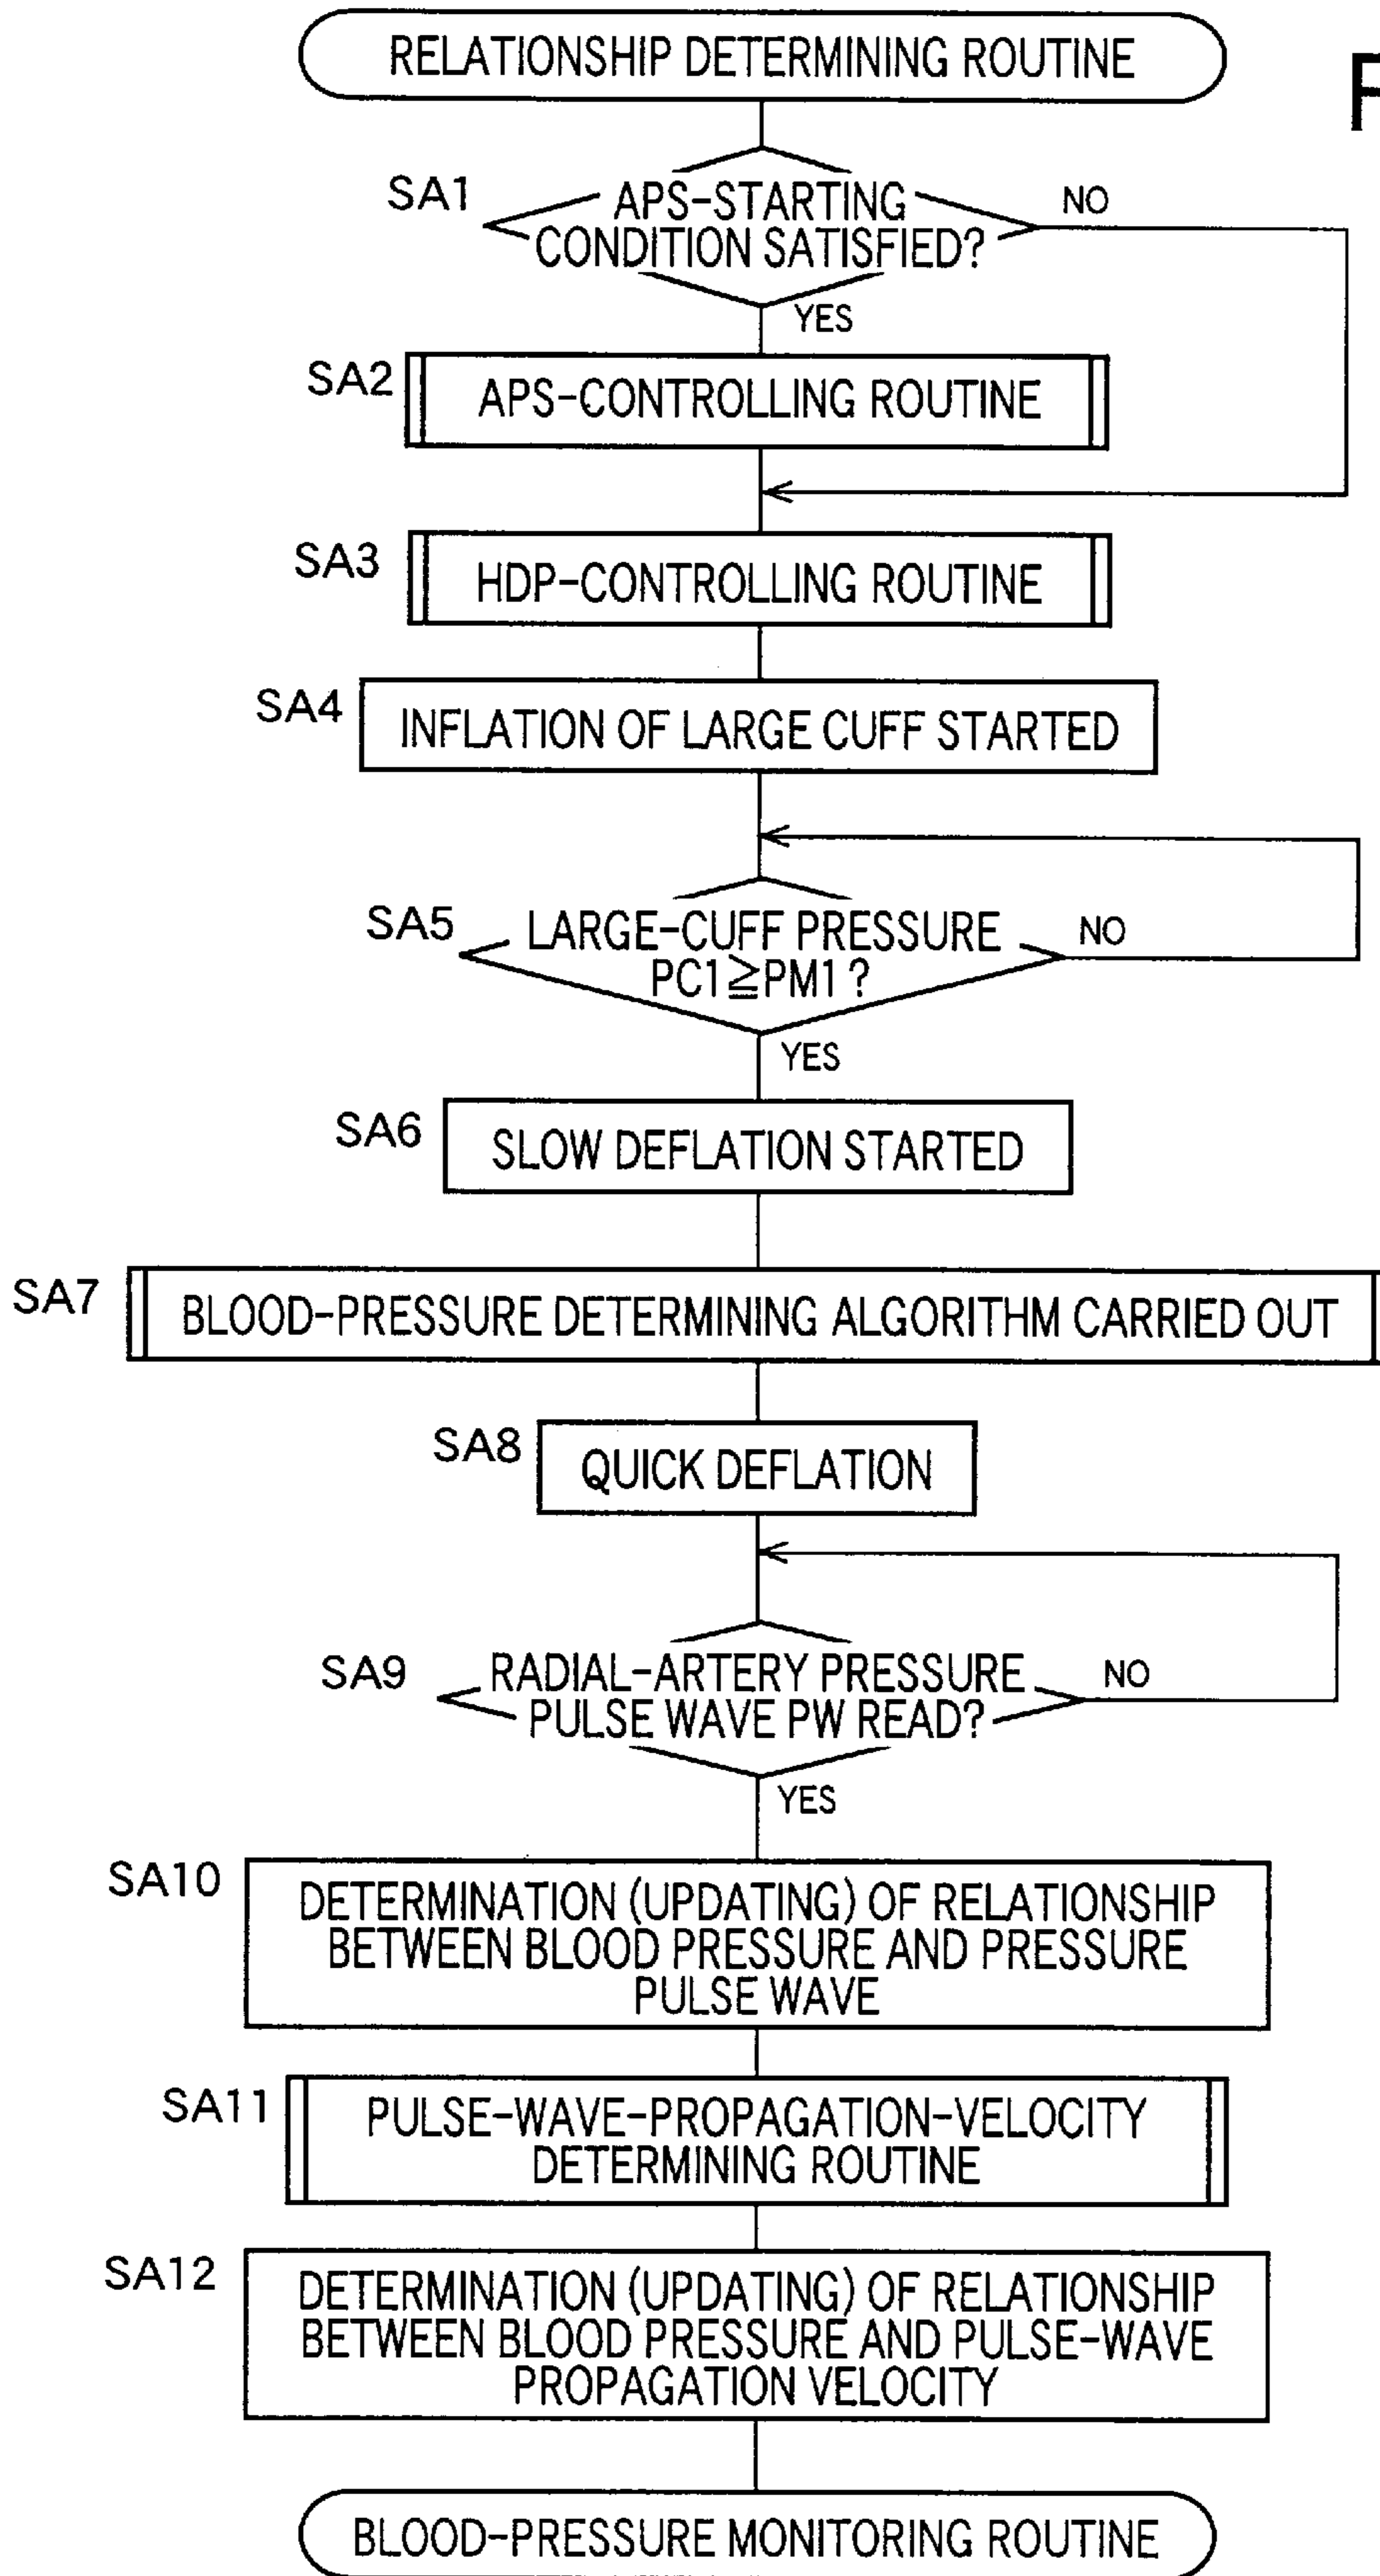 RELATIONSHIP DETERMINING ROUTINE
F
SA1
APS-STARTING
CONDITION SATISFIED?
NO
YES
SA2
APS-CONTROLLING ROUTINE
SA3
HDP-CONTROLLING ROUTINE
SA4
INFLATION OF LARGE CUFF STARTED
SA5
LARGE-CUFF PRESSURE
PC1≧PM1?
NO
YES
SA6
SLOW DEFLATION STARTED
SA7
BLOOD-PRESSURE DETERMINING ALGORITHM CARRIED OUT
SA8
QUICK DEFLATION
SA9
RADIAL-ARTERY PRESSURE
PULSE WAVE PW READ?
NO
YES
SA10
DETERMINATION (UPDATING) OF RELATIONSHIP
BETWEEN BLOOD PRESSURE AND PRESSURE
PULSE WAVE
SA11
PULSE-WAVE-PROPAGATION-VELOCITY
DETERMINING ROUTINE
SA12
DETERMINATION (UPDATING) OF RELATIONSHIP
BETWEEN BLOOD PRESSURE AND PULSE-WAVE
PROPAGATION VELOCITY
BLOOD-PRESSURE MONITORING ROUTINE